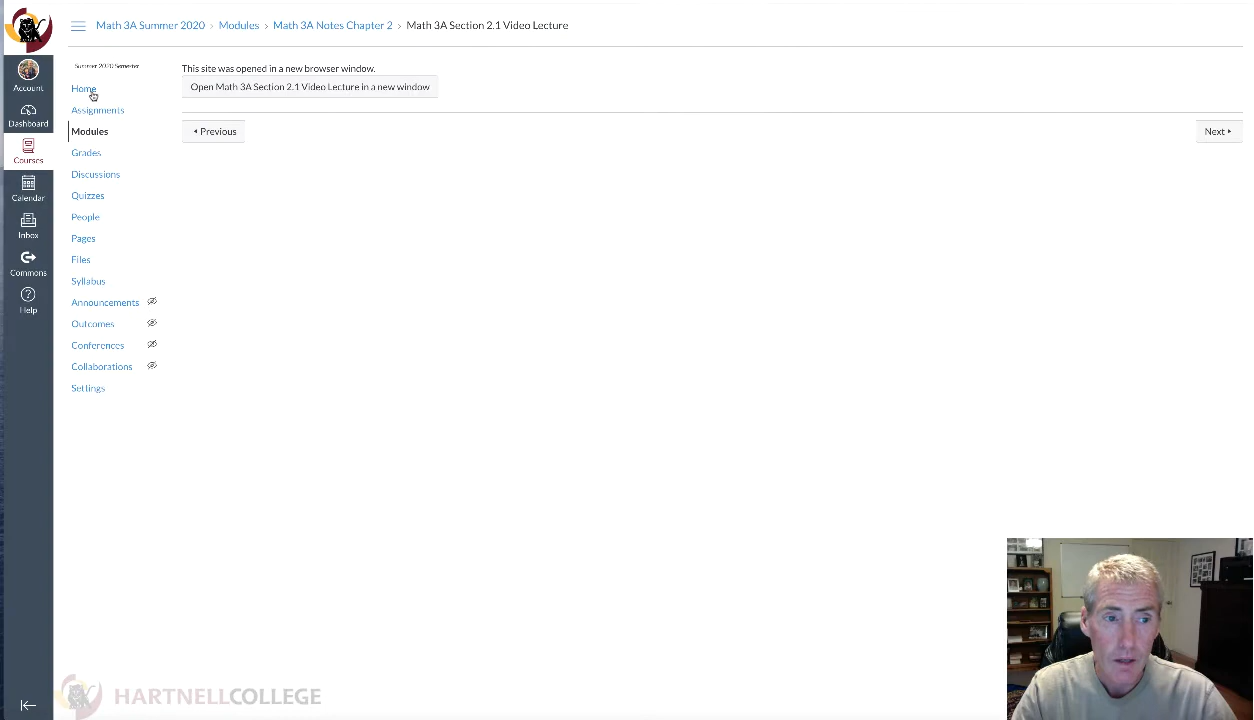 Math 3A Summer 2020 › Modules › Math 3A Notes Chapter 2 › Math 3A Section 2.1 Video Lecture
Account
Dashboard
Courses
Calendar
Inbox
Commons
Help
Summer 2020 Semester
Home
Assignments
Modules
Grades
Discussions
Quizzes
People
Pages
Files
Syllabus
Announcements
Outcomes
Conferences
Collaborations
Settings
This site was opened in a new browser window.
Open Math 3A Section 2.1 Video Lecture in a new window
Previous
Next
HARTNELLCOLLEGE